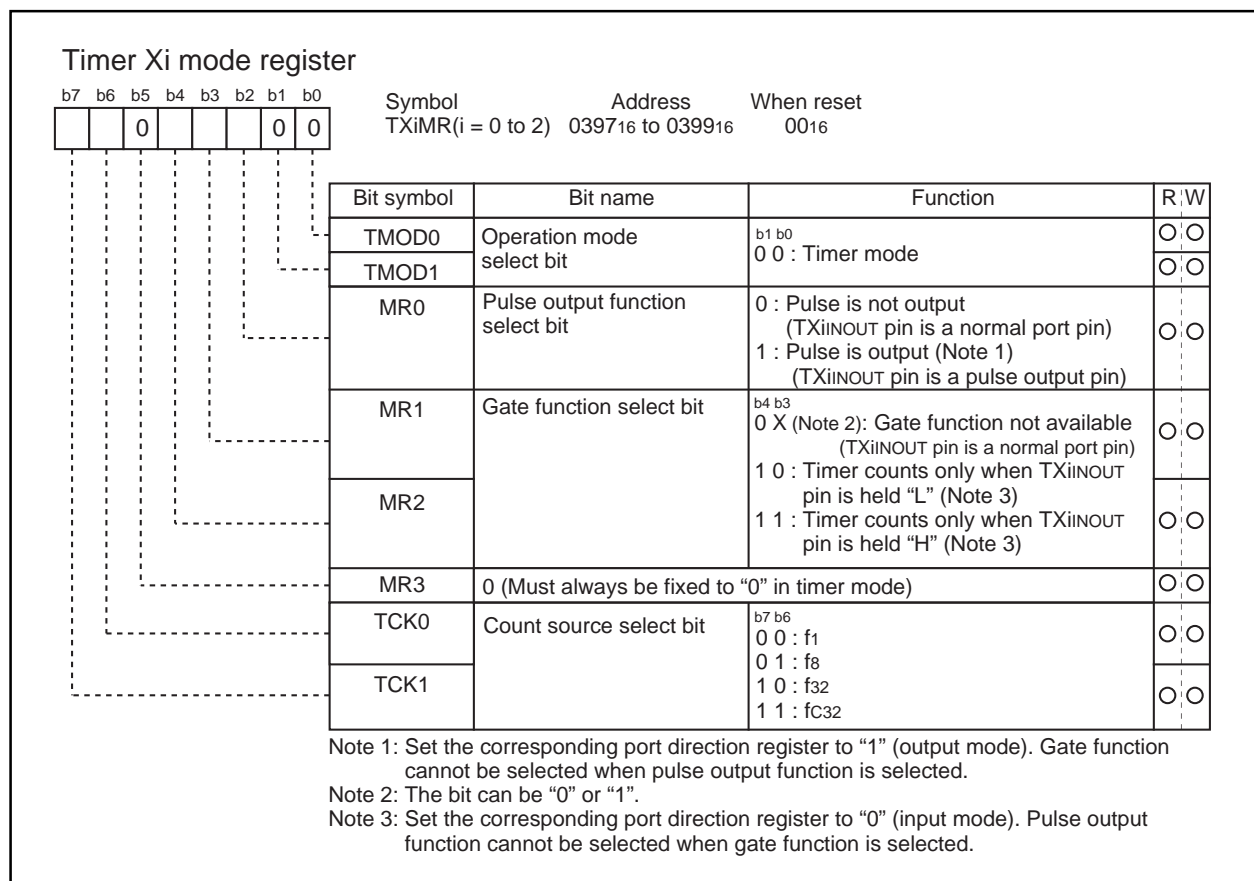 Timer Xi mode register
b7 b6 b5 b4 b3 b2 b1 b0
0 0 0
Symbol Address When reset
TXiMR(i = 0 to 2) 039716 to 039916 0016
Bit symbol Bit name Function R W
TMOD0 Operation mode select bit b1 b0
0 0 : Timer mode
TMOD1
MR0 Pulse output function select bit 0 : Pulse is not output
(TXiINOUT pin is a normal port pin)
1 : Pulse is output (Note 1)
(TXiINOUT pin is a pulse output pin)
MR1 Gate function select bit b4 b3
0 X (Note 2): Gate function not available
(TXiINOUT pin is a normal port pin)
1 0 : Timer counts only when TXiINOUT
pin is held “L” (Note 3)
MR2
1 1 : Timer counts only when TXiINOUT
pin is held “H” (Note 3)
MR3 0 (Must always be fixed to “0” in timer mode)
TCK0 Count source select bit b7 b6
0 0 : f1
0 1 : f8
TCK1 1 0 : f32
1 1 : fC32
Note 1: Set the corresponding port direction register to “1” (output mode). Gate function
cannot be selected when pulse output function is selected.
Note 2: The bit can be “0” or “1”.
Note 3: Set the corresponding port direction register to “0” (input mode). Pulse output
function cannot be selected when gate function is selected.